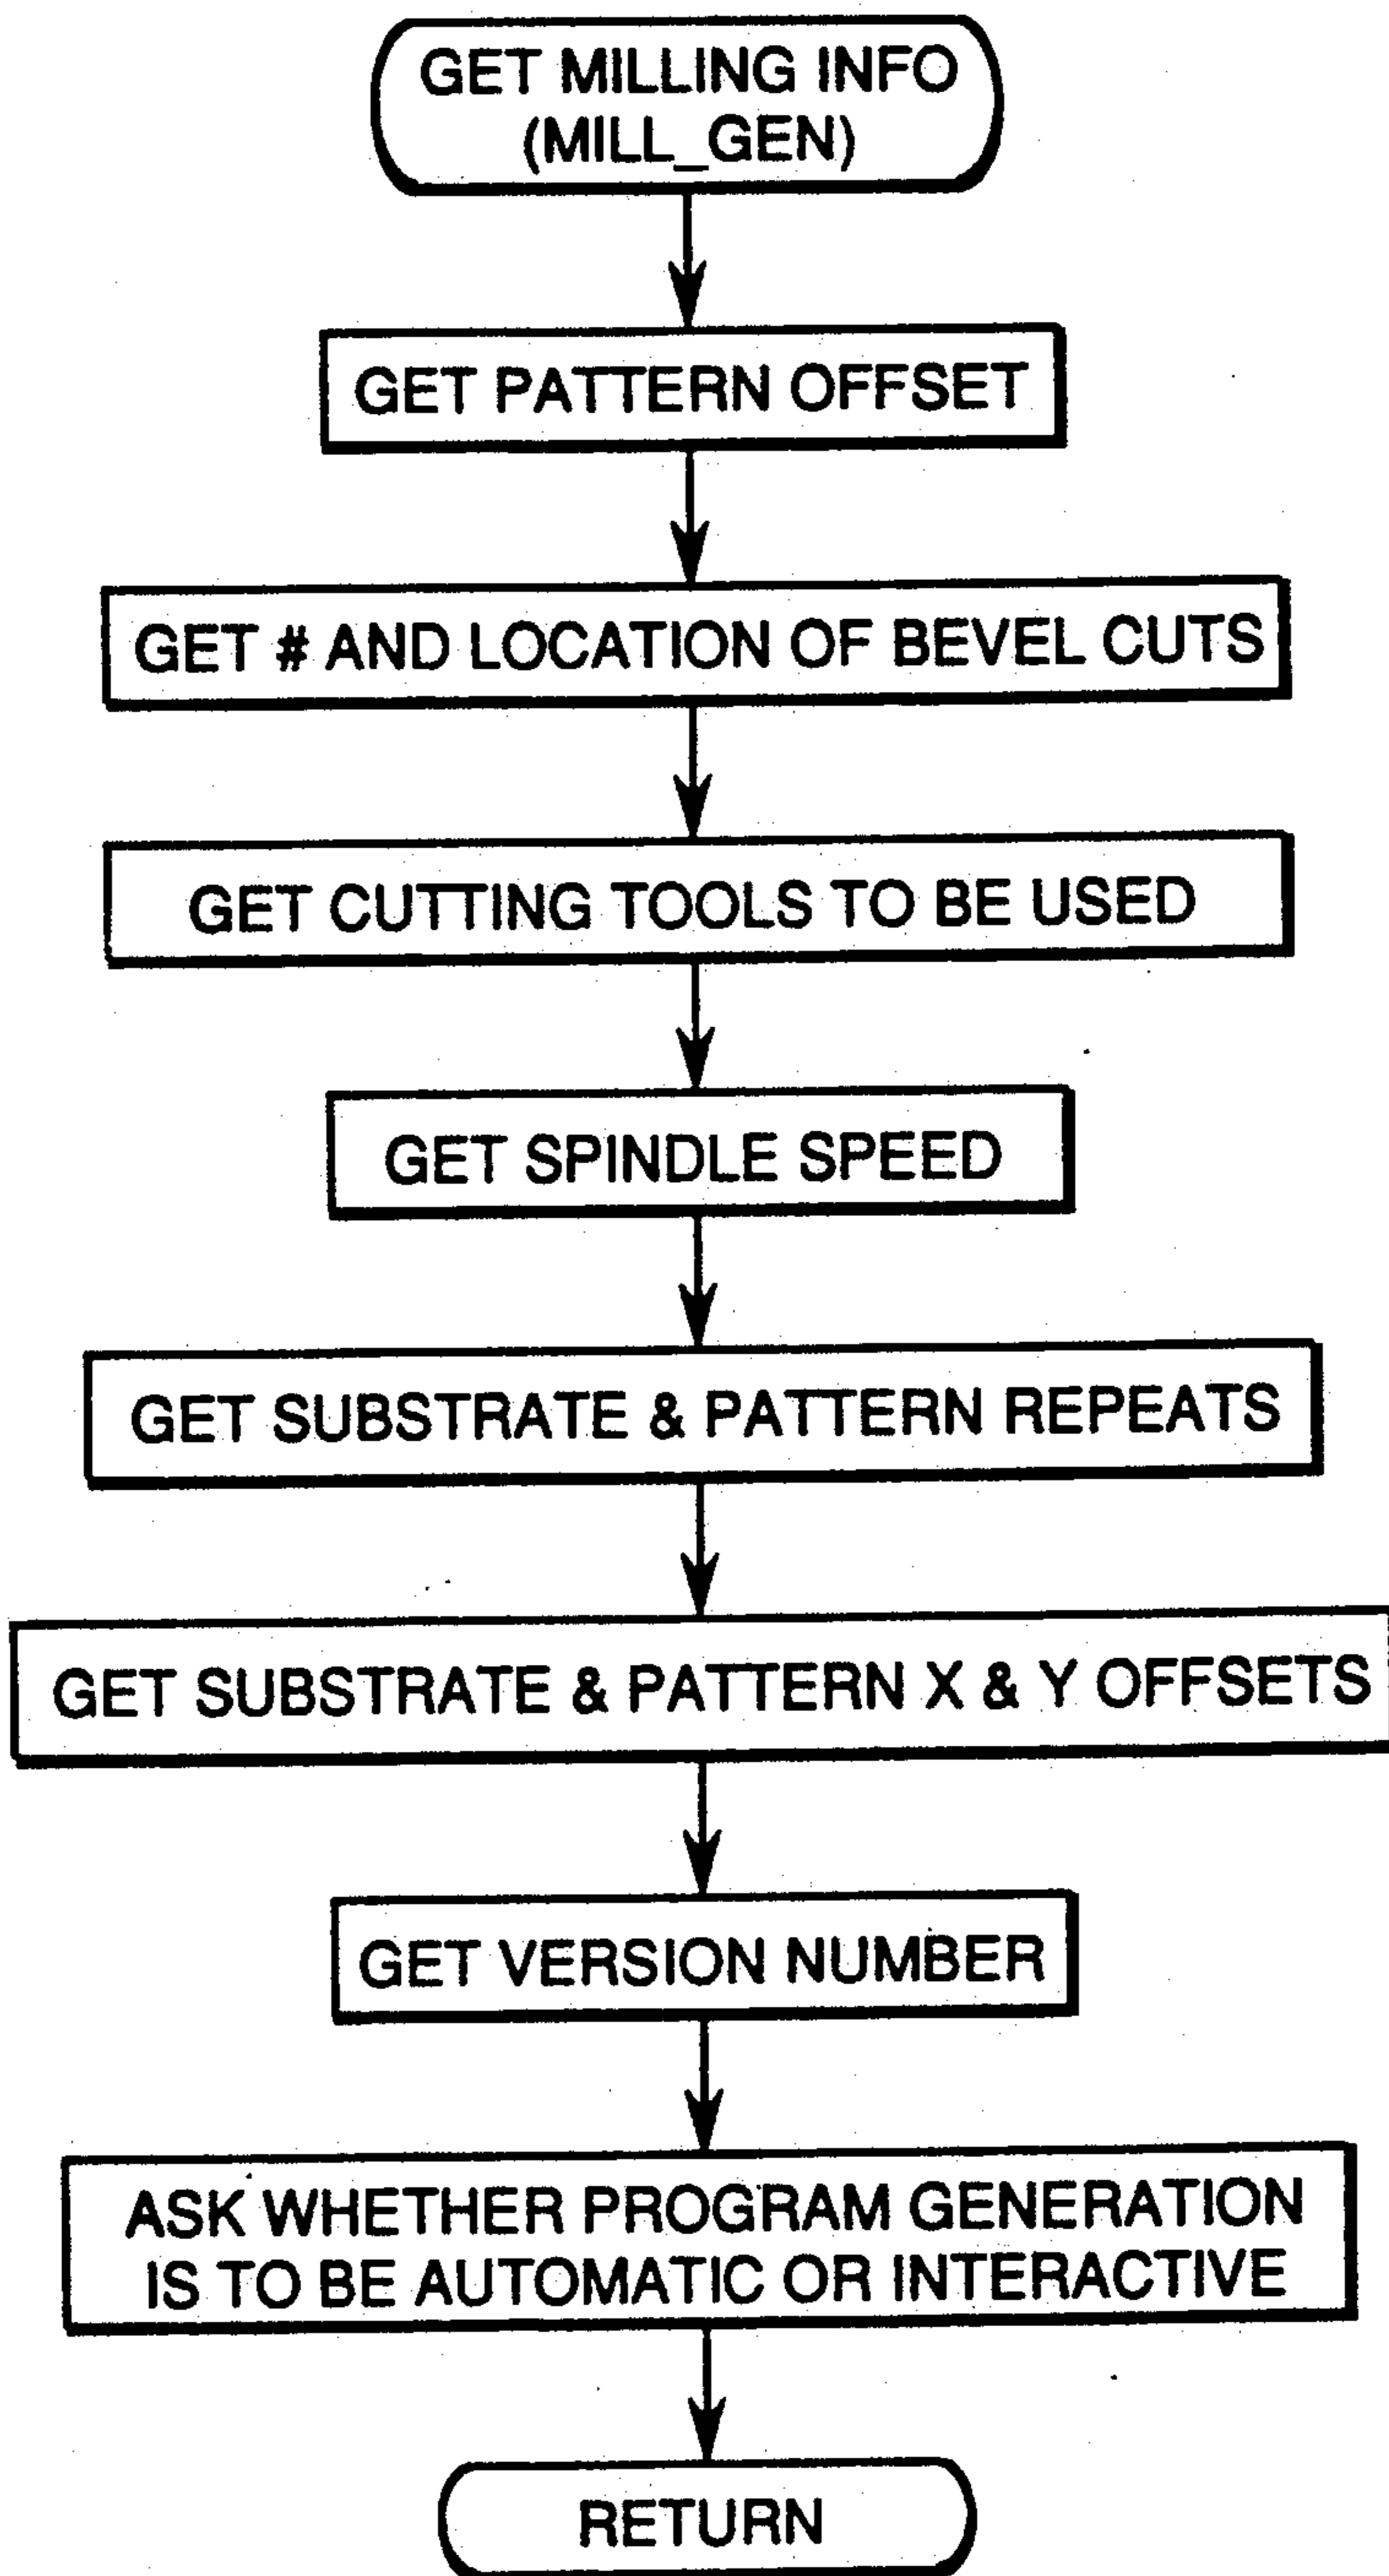 GET MILLING INFO
(MILL_GEN)
GET PATTERN OFFSET
GET # AND LOCATION OF BEVEL CUTS
GET CUTTING TOOLS TO BE USED
GET SPINDLE SPEED
GET SUBSTRATE & PATTERN REPEATS
GET SUBSTRATE & PATTERN X & Y OFFSETS
GET VERSION NUMBER
ASK WHETHER PROGRAM GENERATION
IS TO BE AUTOMATIC OR INTERACTIVE
RETURN